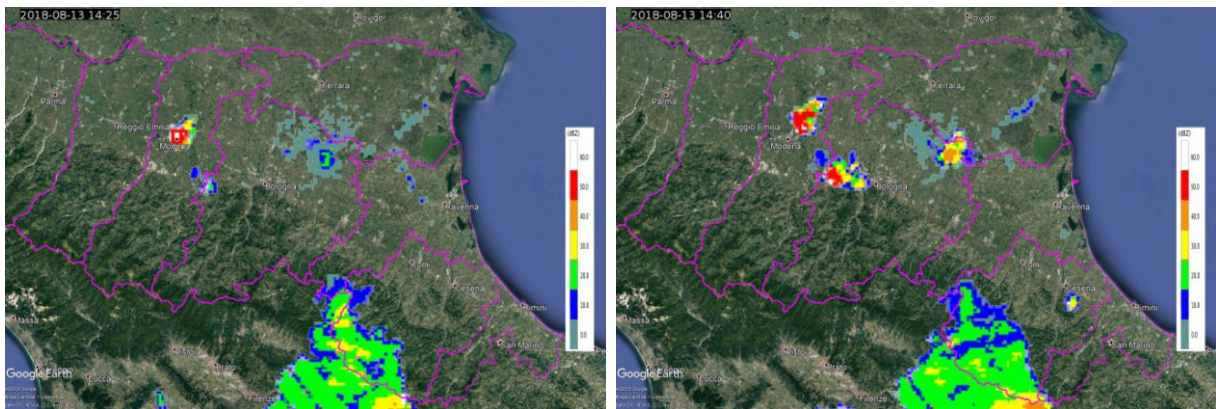 2018-08-13 14:25
Rovigo
Ferrara
Parma
Reggio Emilia
Modena
Bologna
Ravenna
Forlì
Cesena
Rimini
San Marino
Massa
Lucca
Prato
Firenze
Google Earth
(dBZ)
60.0
50.0
40.0
30.0
20.0
10.0
0.0
2018-08-13 14:40
Rovigo
Ferrara
Parma
Reggio Emilia
Modena
Bologna
Ravenna
Forlì
Cesena
Rimini
San Marino
Massa
Lucca
Prato
Firenze
Google Earth
(dBZ)
60.0
50.0
40.0
30.0
20.0
10.0
0.0